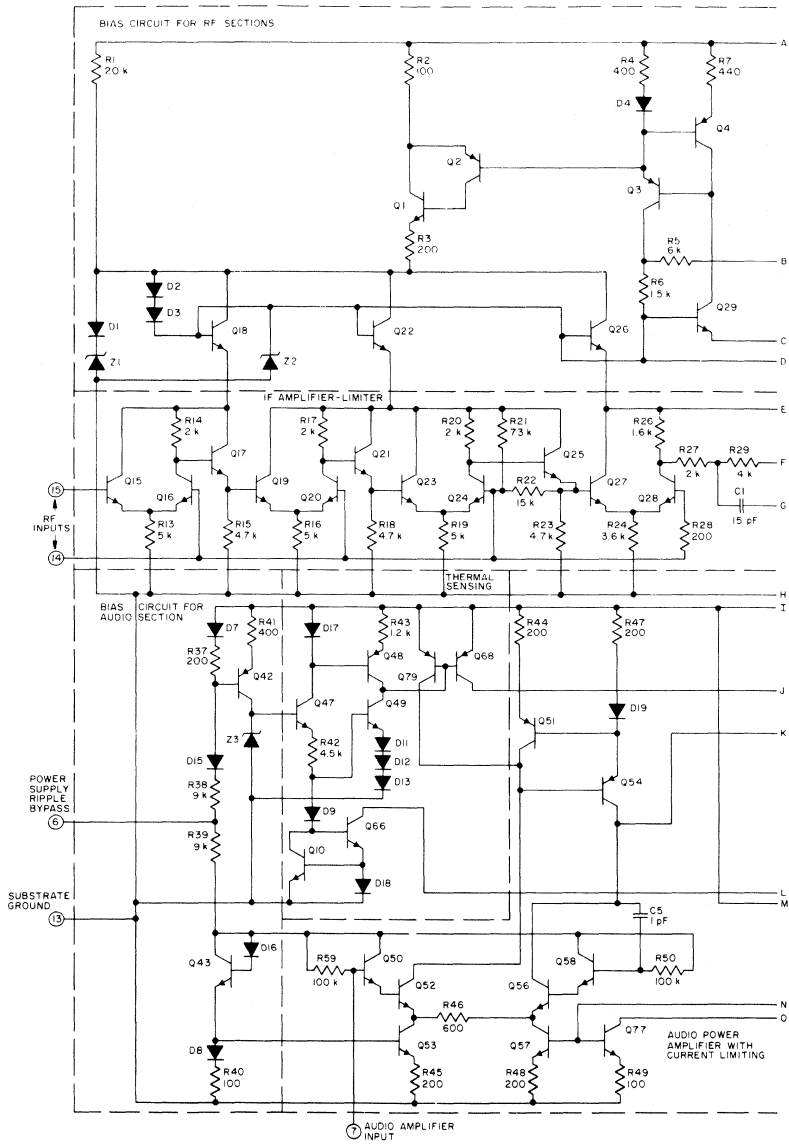 BIAS CIRCUIT FOR RF SECTIONS
R1
20 k
R2
100
R4
400
R7
440
A
D4
Q4
Q2
Q3
Q1
R3
200
R5
6k
B
R6
1.5 k
D2
D3
D1
Q18
Z1
Z2
Q22
Q26
Q29
C
D
IF AMPLIFIER-LIMITER
E
R14
2 k
R17
2 k
R20
2 k
R21
73 k
R26
1.6k
Q17
Q21
Q25
R27
2 k
R29
4 k
F
Q15
Q16
Q19
Q20
Q23
Q24
R22
15 k
Q27
Q28
C1
15 pF
G
15
RF
INPUTS
14
R13
5 k
R15
4.7k
R16
5 k
R18
4.7k
R19
5 k
R23
4.7k
R24
3.6k
R28
200
THERMAL
SENSING
H
BIAS CIRCUIT FOR
AUDIO SECTION
I
D7
R41
400
D17
R43
1.2 k
R44
200
R47
200
R37
200
Q42
Q48
Q79
Q68
J
Q47
Q49
D19
Z3
R42
4.5k
D11
D12
D13
Q51
K
D15
R38
9 k
Q54
POWER
SUPPLY
RIPPLE
BYPASS
6
D9
R39
9 k
Q66
Q10
D18
L
SUBSTRATE
GROUND
13
M
C5
1 pF
Q43
D16
R59
100 k
Q50
Q58
R50
100 k
Q52
Q56
R46
600
N
O
D8
Q53
Q57
Q77
AUDIO POWER
AMPLIFIER WITH
CURRENT LIMITING
R40
100
R45
200
R48
200
R49
100
7 AUDIO AMPLIFIER
INPUT